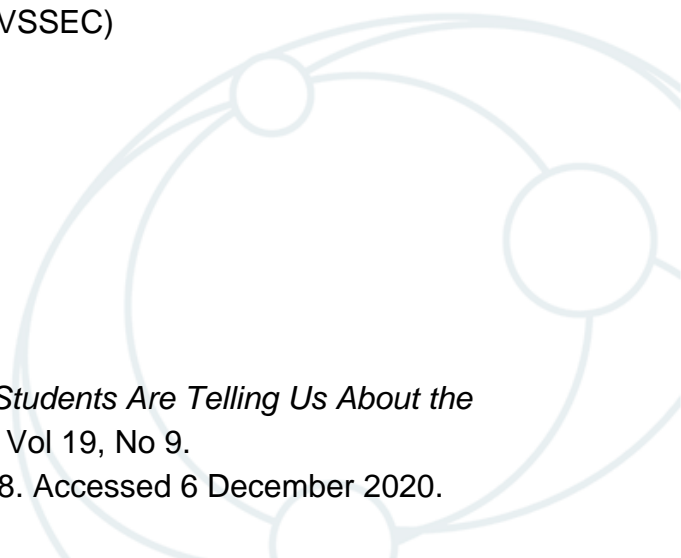 VSSEC)
Students Are Telling Us About the
Vol 19, No 9.
8. Accessed 6 December 2020.